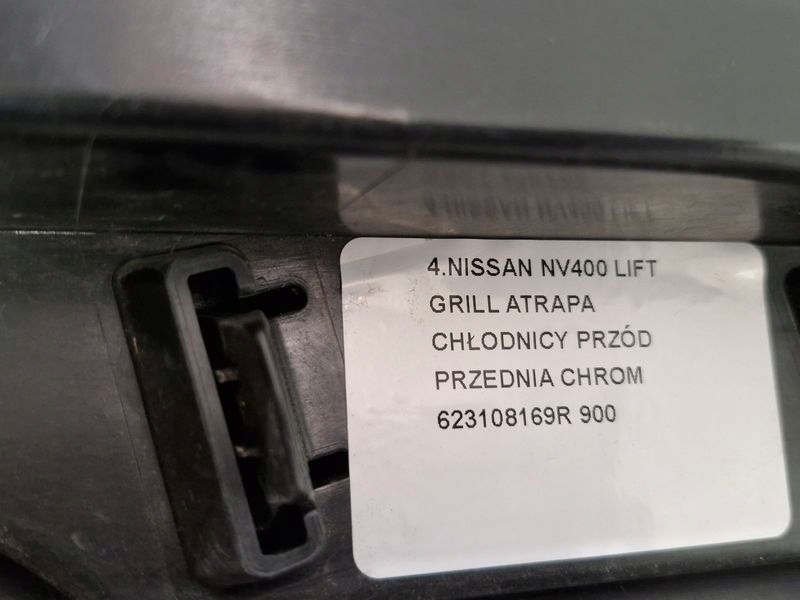 4.NISSAN NV400 LIFT
GRILL ATRAPA
CHŁODNICY PRZÓD
PRZEDNIA CHROM
623108169R 900